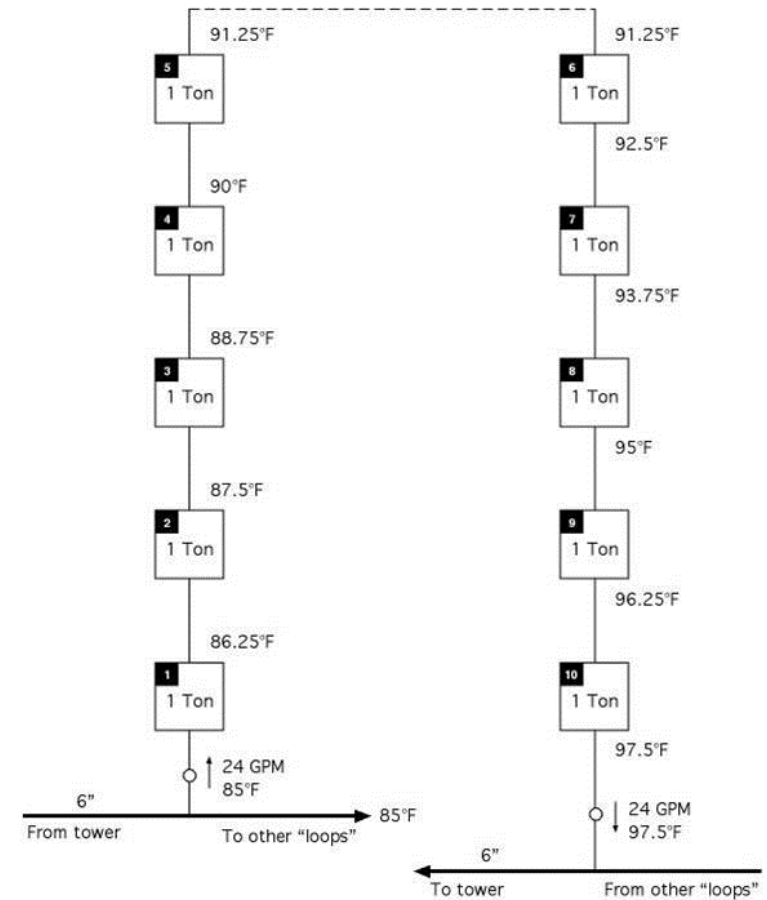 91.25°F
5
1 Ton
90°F
4
1 Ton
88.75°F
3
1 Ton
87.5°F
2
1 Ton
86.25°F
1
1 Ton
24 GPM
85°F
6”
85°F
From tower
To other “loops”
91.25°F
6
1 Ton
92.5°F
7
1 Ton
93.75°F
8
1 Ton
95°F
9
1 Ton
96.25°F
10
1 Ton
97.5°F
24 GPM
97.5°F
6”
To tower
From other “loops”